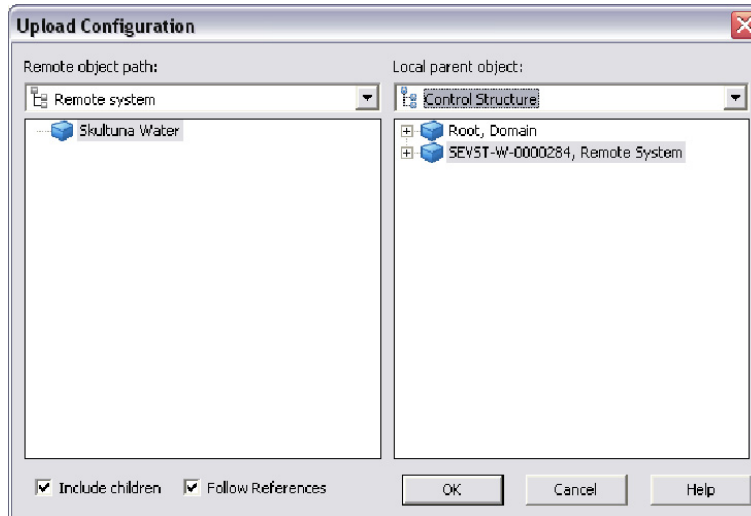 Upload Configuration
Remote object path:
Local parent object:
Remote system
Control Structure
Skultuna Water
Root, Domain
SEVST-W-0000284, Remote System
Include children
Follow References
OK
Cancel
Help